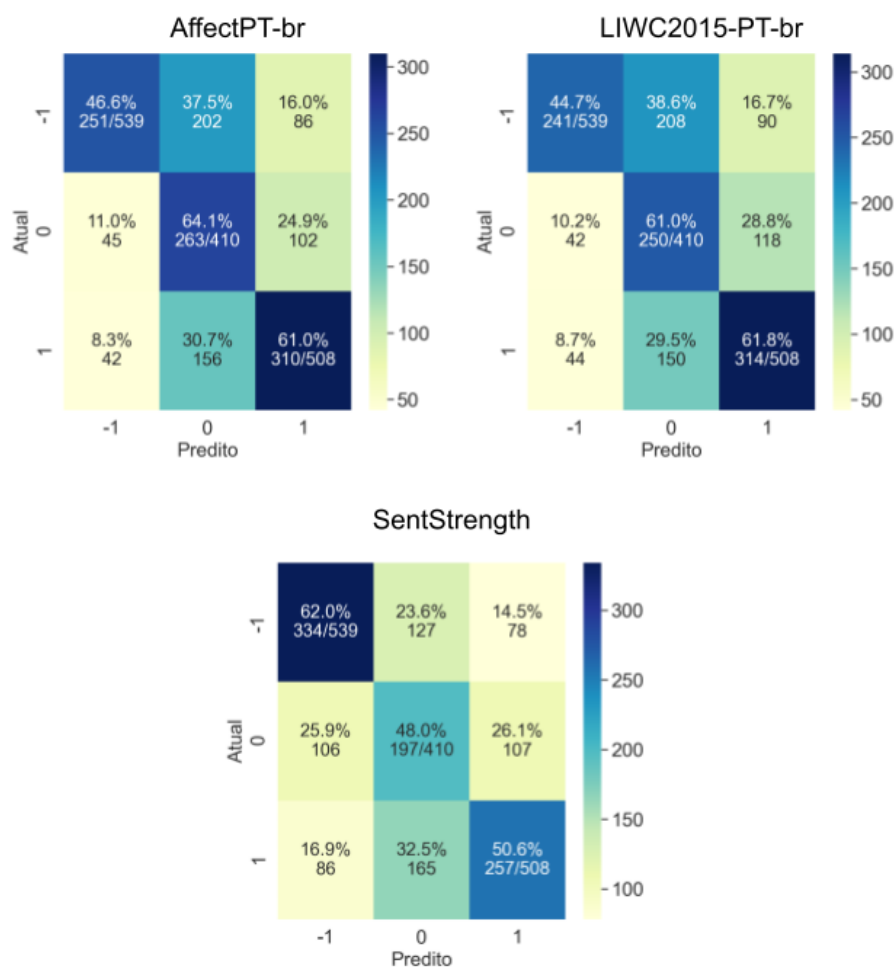 AffectPT-br
46.6% 37.5% 16.0%
251/539 202 86
11.0% 64.1% 24.9%
45 263/410 102
8.3% 30.7% 61.0%
42 156 310/508
-1
0
1
Atual
-1 0 1
Predito
300
250
200
150
100
50
LIWC2015-PT-br
44.7% 38.6% 16.7%
241/539 208 90
10.2% 61.0% 28.8%
42 250/410 118
8.7% 29.5% 61.8%
44 150 314/508
-1
0
1
Atual
-1 0 1
Predito
300
250
200
150
100
50
SentStrength
62.0% 23.6% 14.5%
334/539 127 78
25.9% 48.0% 26.1%
106 197/410 107
16.9% 32.5% 50.6%
86 165 257/508
-1
0
1
Atual
-1 0 1
Predito
300
250
200
150
100